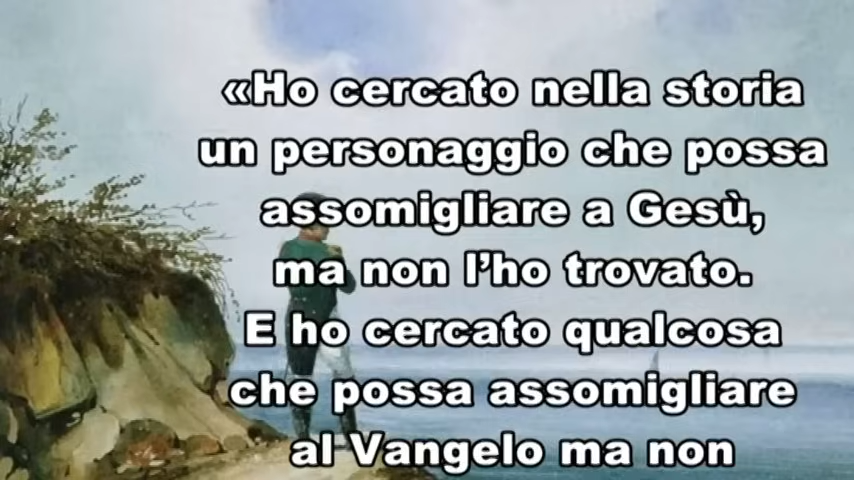 «Ho cercato nella storia
un personaggio che possa
assomigliare a Gesù,
ma non l’ho trovato.
E ho cercato qualcosa
che possa assomigliare
al Vangelo ma non